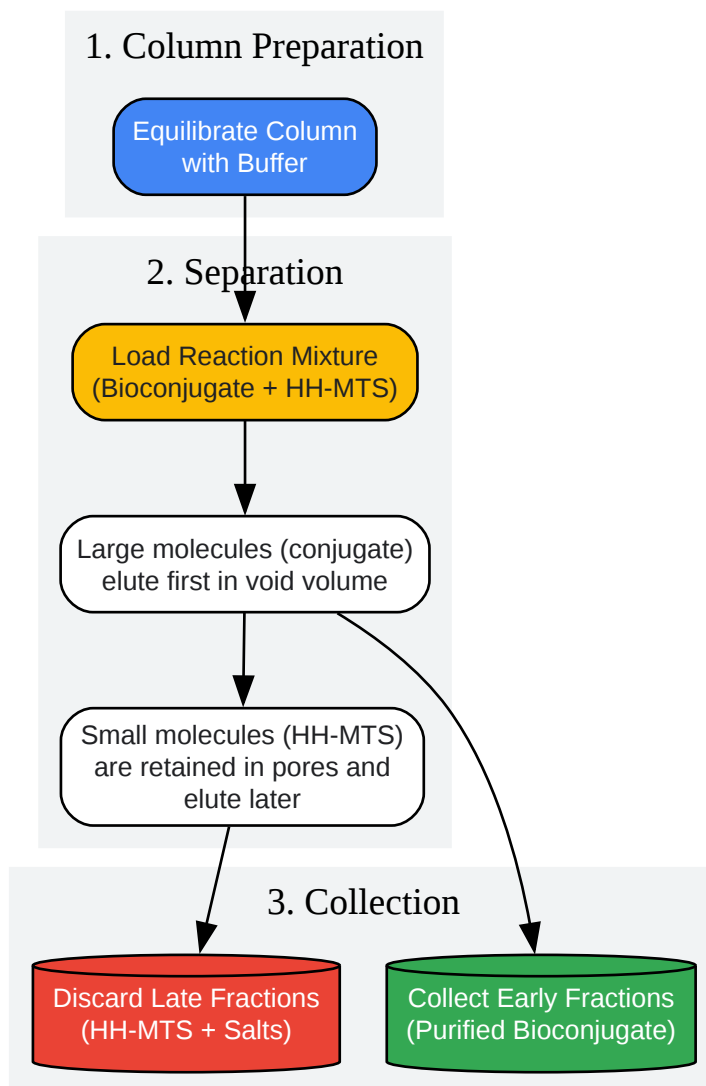 1. Column Preparation
Equilibrate Column
with Buffer
2. Separation
Load Reaction Mixture
(Bioconjugate + HH-MTS)
Large molecules (conjugate)
elute first in void volume
Small molecules (HH-MTS)
are retained in pores and
elute later
3. Collection
Discard Late Fractions
(HH-MTS + Salts)
Collect Early Fractions
(Purified Bioconjugate)